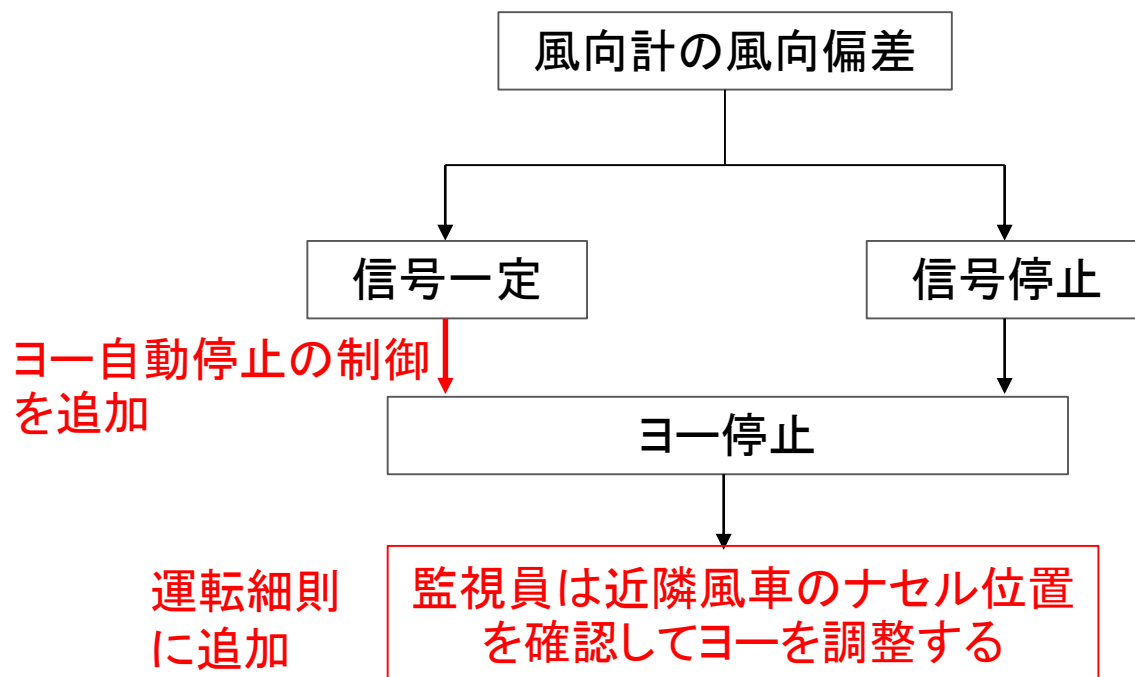 風向計の風向偏差
信号一定
信号停止
ヨー自動停止の制御
を追加
ヨー停止
運転細則
に追加
監視員は近隣風車のナセル位置
を確認してヨーを調整する